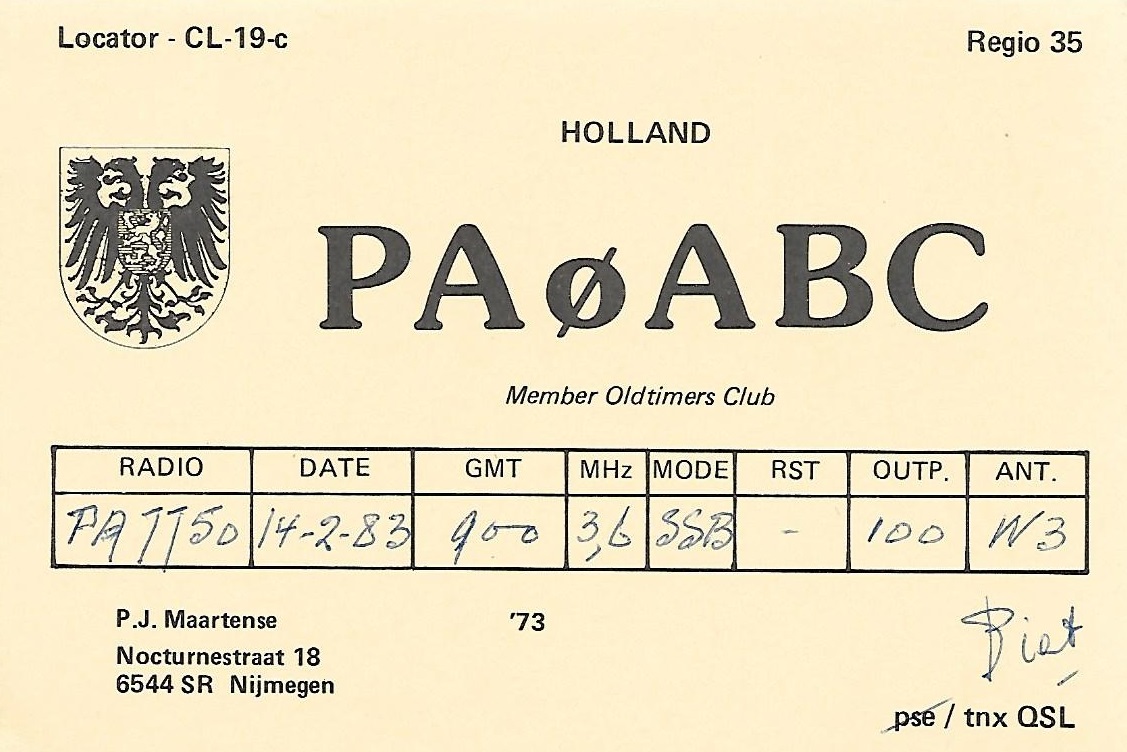 Locator - CL-19-c
Regio 35
HOLLAND
PAøABC
Member Oldtimers Club
RADIO DATE GMT MHz MODE RST OUTP. ANT.
PA TT50 14-2-83 900 3,6 SSB - 100 W3
P.J. Maartense '73
Nocturnestraat 18
6544 SR Nijmegen
Piet
pse / tnx QSL